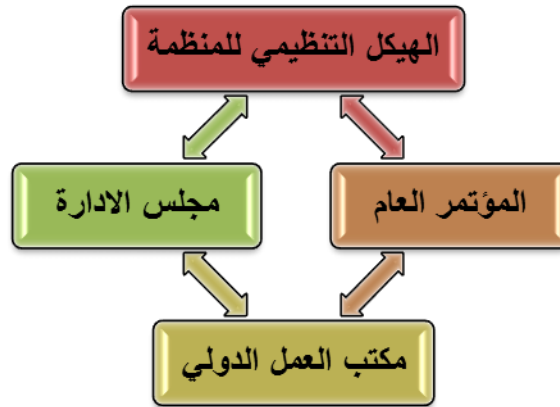 الهيكل التنظيمي للمنظمة
المؤتمر العام
مجلس الادارة
مكتب العمل الدولي